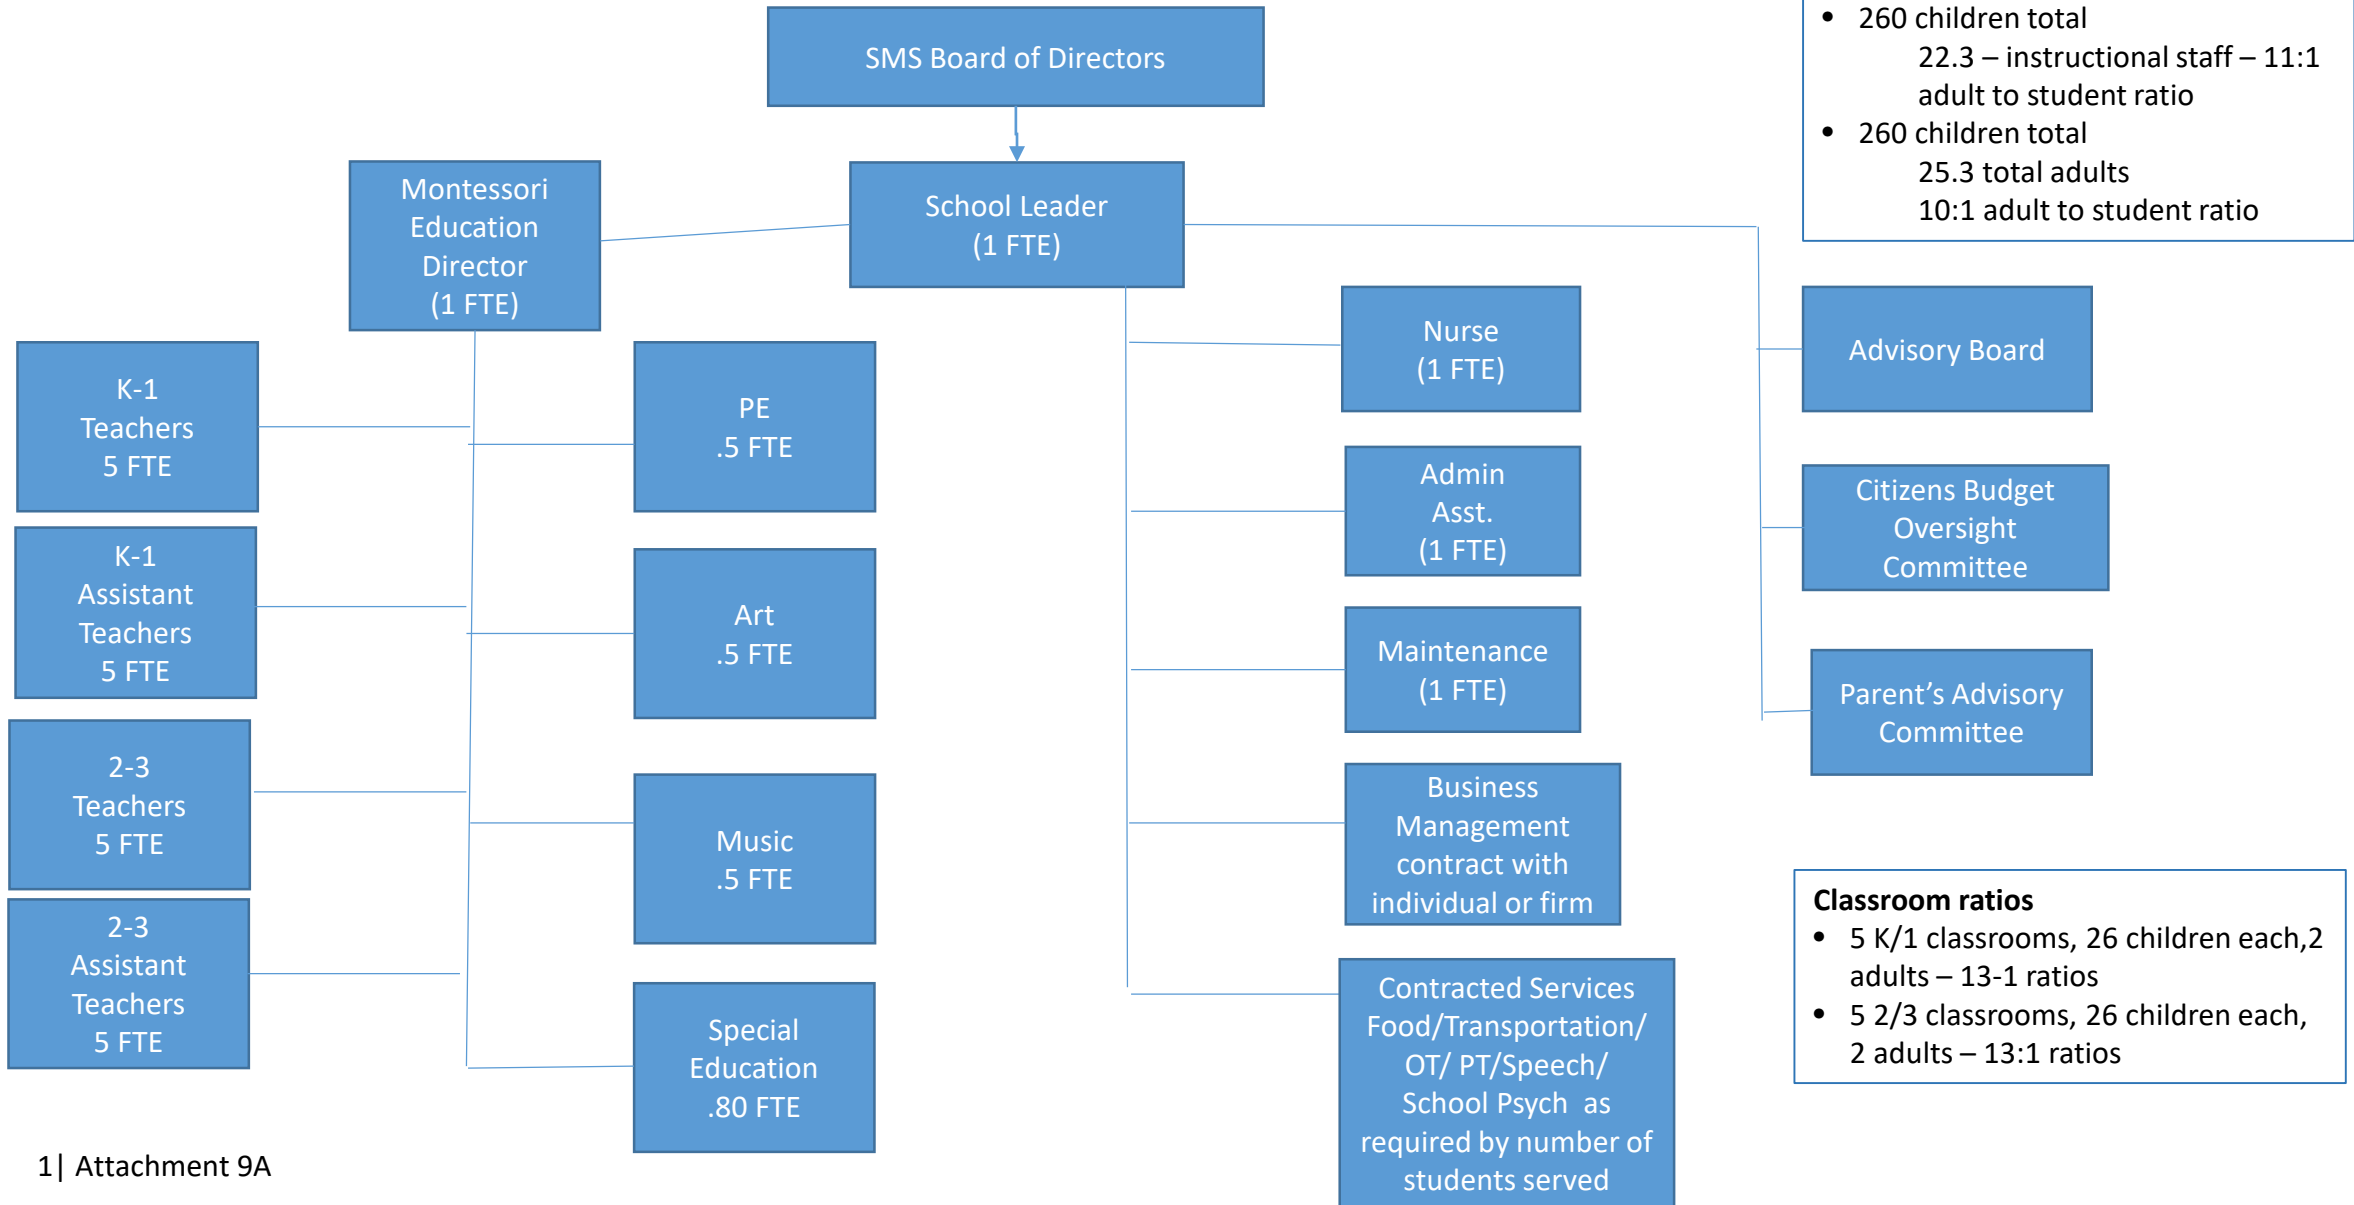 SMS Board of Directors
• 260 children total
22.3 – instructional staff – 11:1
adult to student ratio
• 260 children total
25.3 total adults
10:1 adult to student ratio
Montessori
Education
Director
(1 FTE)
School Leader
(1 FTE)
K-1
Teachers
5 FTE
K-1
Assistant
Teachers
5 FTE
2-3
Teachers
5 FTE
2-3
Assistant
Teachers
5 FTE
PE
.5 FTE
Art
.5 FTE
Music
.5 FTE
Special
Education
.80 FTE
Nurse
(1 FTE)
Admin
Asst.
(1 FTE)
Maintenance
(1 FTE)
Business
Management
contract with
individual or firm
Contracted Services
Food/Transportation/
OT/ PT/Speech/
School Psych  as
required by number of
students served
Advisory Board
Citizens Budget
Oversight
Committee
Parent’s Advisory
Committee
Classroom ratios
• 5 K/1 classrooms, 26 children each,2
adults – 13-1 ratios
• 5 2/3 classrooms, 26 children each,
2 adults – 13:1 ratios
1| Attachment 9A